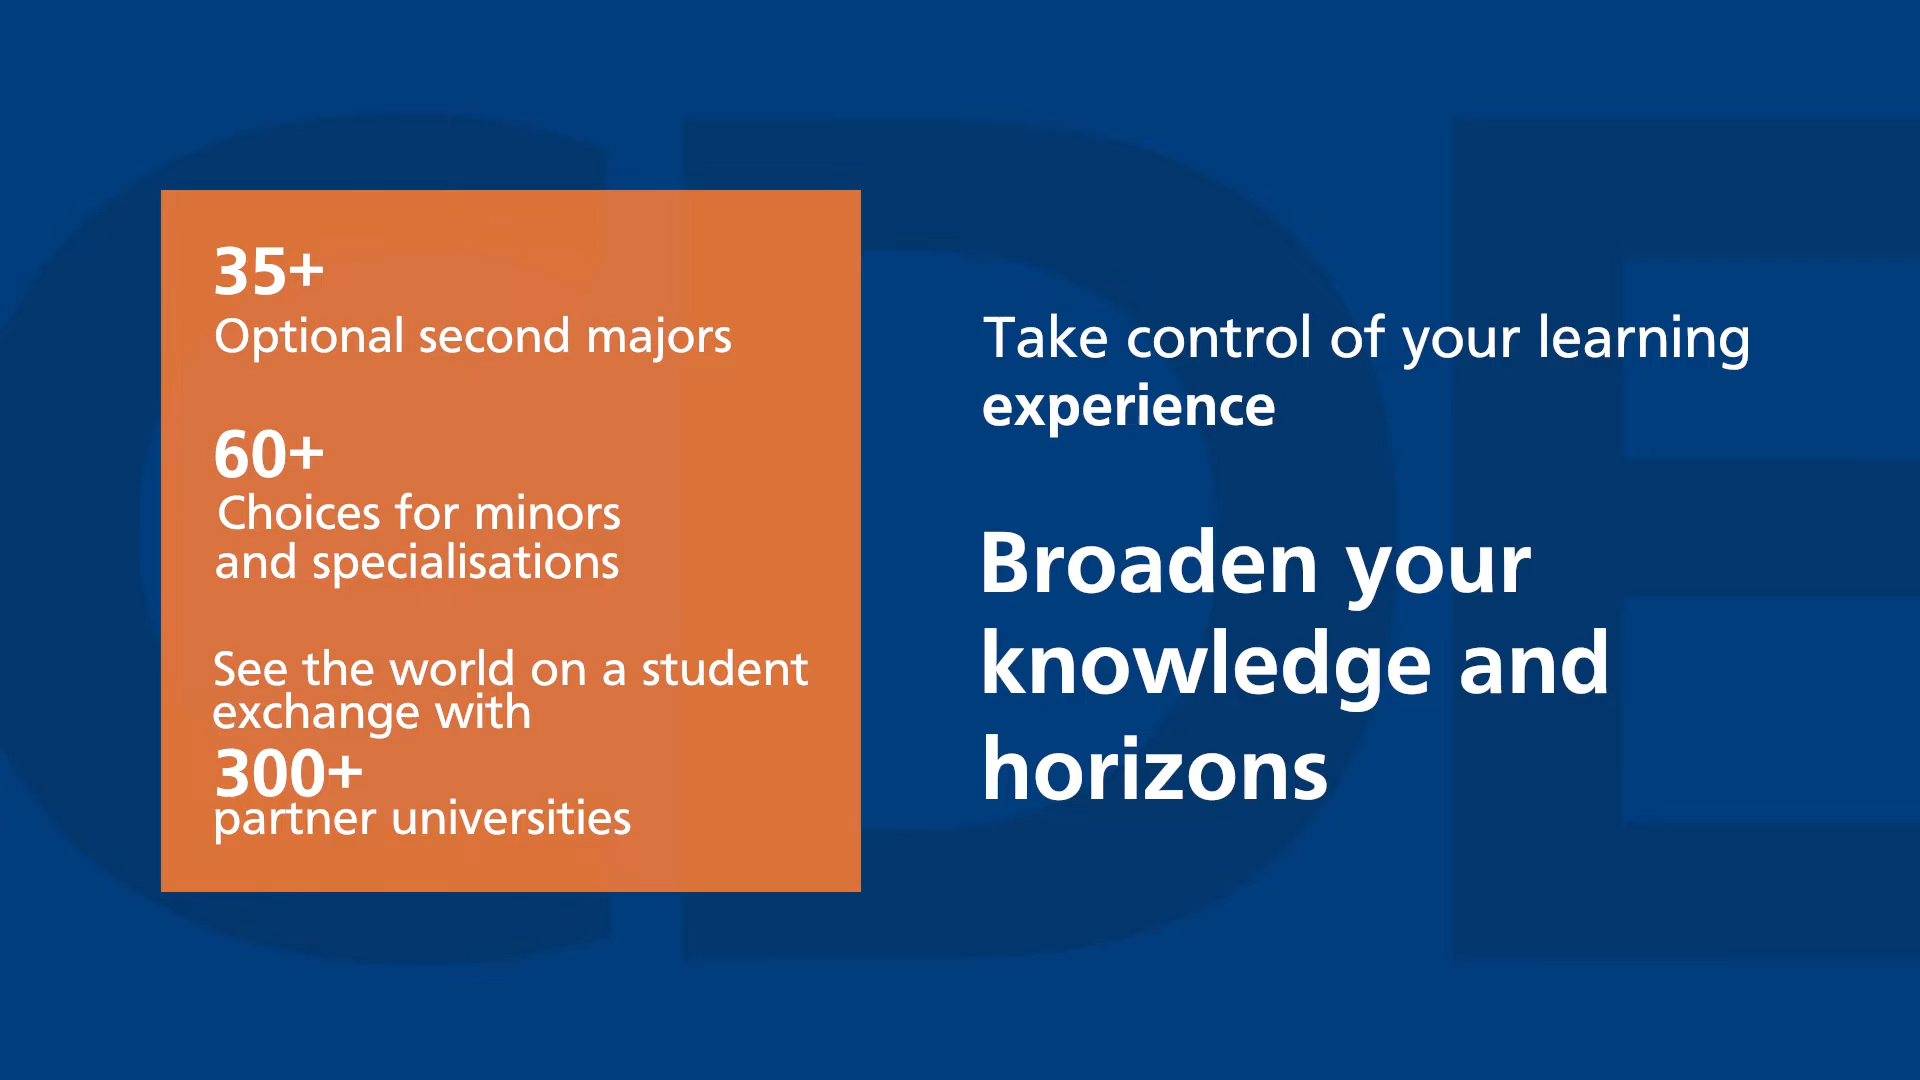 35+
Optional second majors
60+
Choices for minors
and specialisations
See the world on a student
exchange with
300+
partner universities
Take control of your learning
experience
Broaden your
knowledge and
horizons
CDE